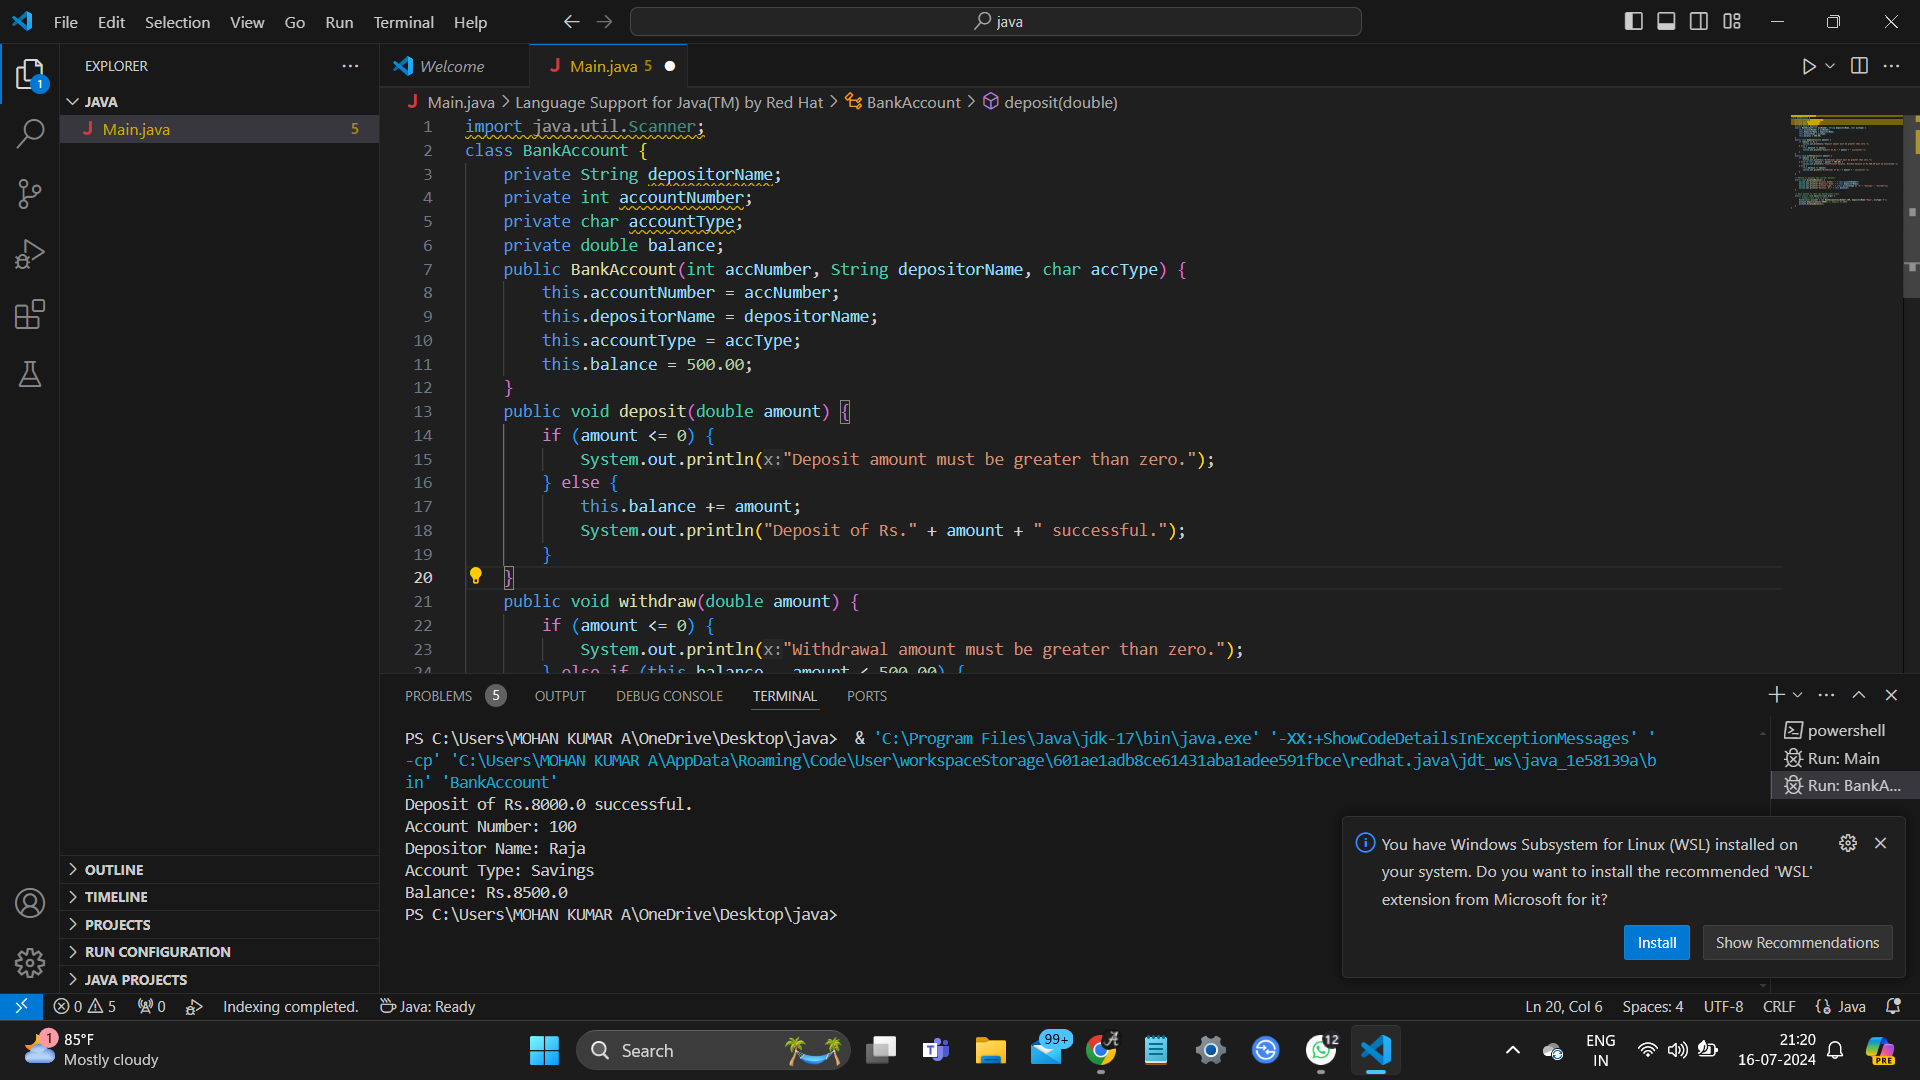 File Edit Selection View Go Run Terminal Help
java
EXPLORER
JAVA
Main.java 5
Welcome
Main.java 5
Main.java > Language Support for Java(TM) by Red Hat > BankAccount > deposit(double)
1 import java.util.Scanner;
2 class BankAccount {
3 private String depositorName;
4 private int accountNumber;
5 private char accountType;
6 private double balance;
7 public BankAccount(int accNumber, String depositorName, char accType) {
8 this.accountNumber = accNumber;
9 this.depositorName = depositorName;
10 this.accountType = accType;
11 this.balance = 500.00;
12 }
13 public void deposit(double amount) {
14 if (amount <= 0) {
15 System.out.println(x:"Deposit amount must be greater than zero.");
16 } else {
17 this.balance += amount;
18 System.out.println("Deposit of Rs." + amount + " successful.");
19 }
20 }
21 public void withdraw(double amount) {
22 if (amount <= 0) {
23 System.out.println(x:"Withdrawal amount must be greater than zero.");
24 } else if (this.balance - amount < 500.00) {
PROBLEMS 5 OUTPUT DEBUG CONSOLE TERMINAL PORTS
PS C:\Users\MOHAN KUMAR A\OneDrive\Desktop\java> & 'C:\Program Files\Java\jdk-17\bin\java.exe' '-XX:+ShowCodeDetailsInExceptionMessages' '
-cp' 'C:\Users\MOHAN KUMAR A\AppData\Roaming\Code\User\workspaceStorage\601ae1adb8ce61431aba1adee591fbce\redhat.java\jdt_ws\java_1e58139a\b
in' 'BankAccount'
Deposit of Rs.8000.0 successful.
Account Number: 100
Depositor Name: Raja
Account Type: Savings
Balance: Rs.8500.0
PS C:\Users\MOHAN KUMAR A\OneDrive\Desktop\java>
powershell
Run: Main
Run: BankA...
You have Windows Subsystem for Linux (WSL) installed on
your system. Do you want to install the recommended 'WSL'
extension from Microsoft for it?
Install
Show Recommendations
1
OUTLINE
TIMELINE
PROJECTS
RUN CONFIGURATION
JAVA PROJECTS
0 5 0 Indexing completed. Java: Ready
Ln 20, Col 6 Spaces: 4 UTF-8 CRLF Java
1
85°F
Mostly cloudy
Search
99+
12
ENG
IN
21:20
16-07-2024
PRE